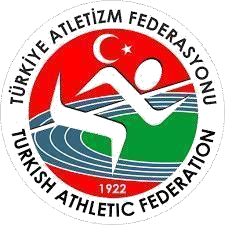 TÜRKİYE ATLETİZM FEDERASYONU
1922
TURKISH ATHLETIC FEDERATION